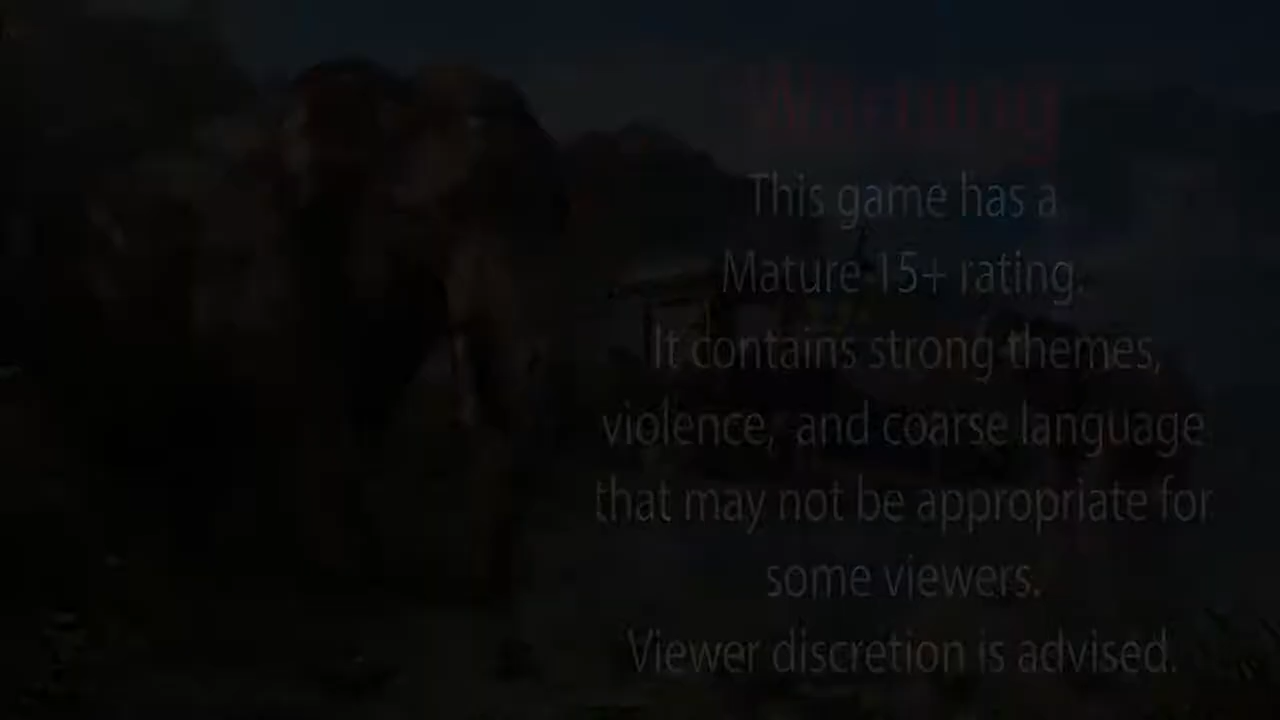 Warning
This game has a
Mature 15+ rating.
It contains strong themes,
violence, and coarse language
that may not be appropriate for
some viewers.
Viewer discretion is advised.